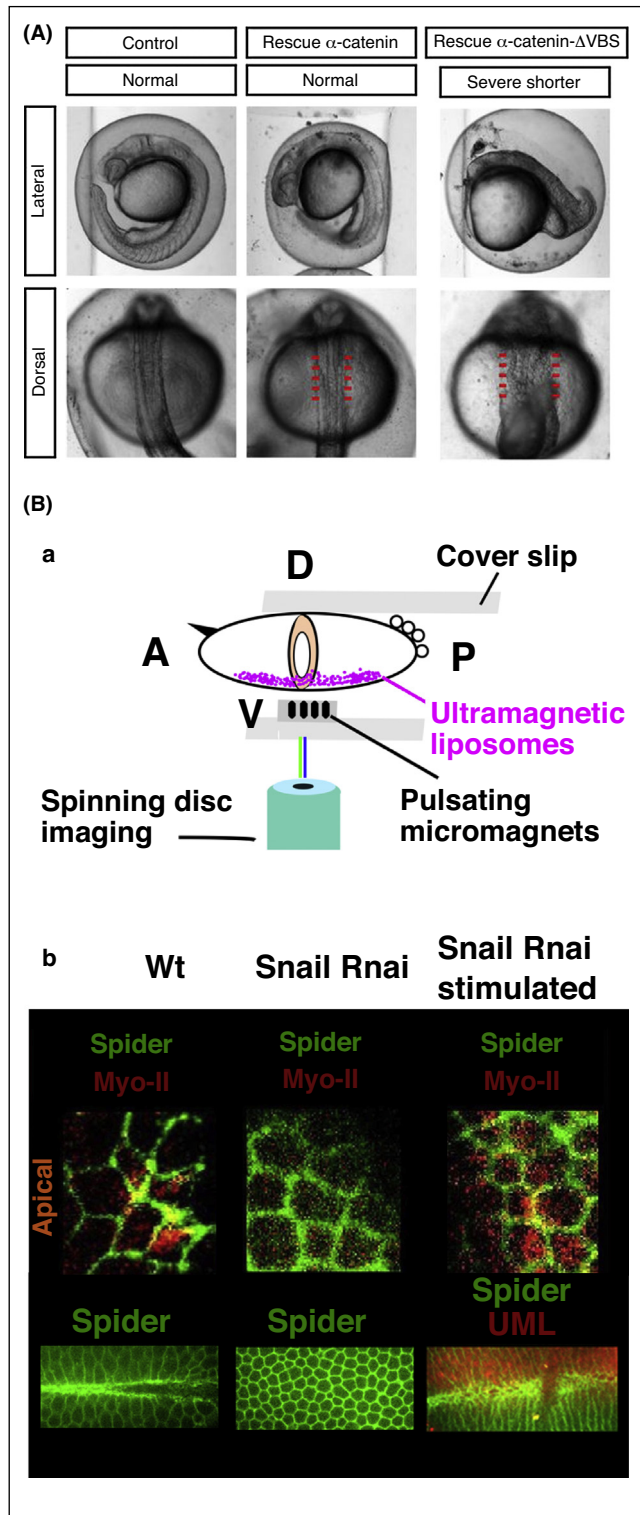 (A)
Control
Rescue α-catenin
Rescue α-catenin-ΔVBS
Normal
Normal
Severe shorter
Lateral
Dorsal
(B)
a
D
Cover slip
A
P
V
Ultramagnetic
liposomes
Spinning disc
imaging
Pulsating
micromagnets
b
Wt
Snail Rnai
Snail Rnai
stimulated
Spider
Myo-II
Spider
Myo-II
Spider
Myo-II
Apical
Spider
Spider
Spider
UML